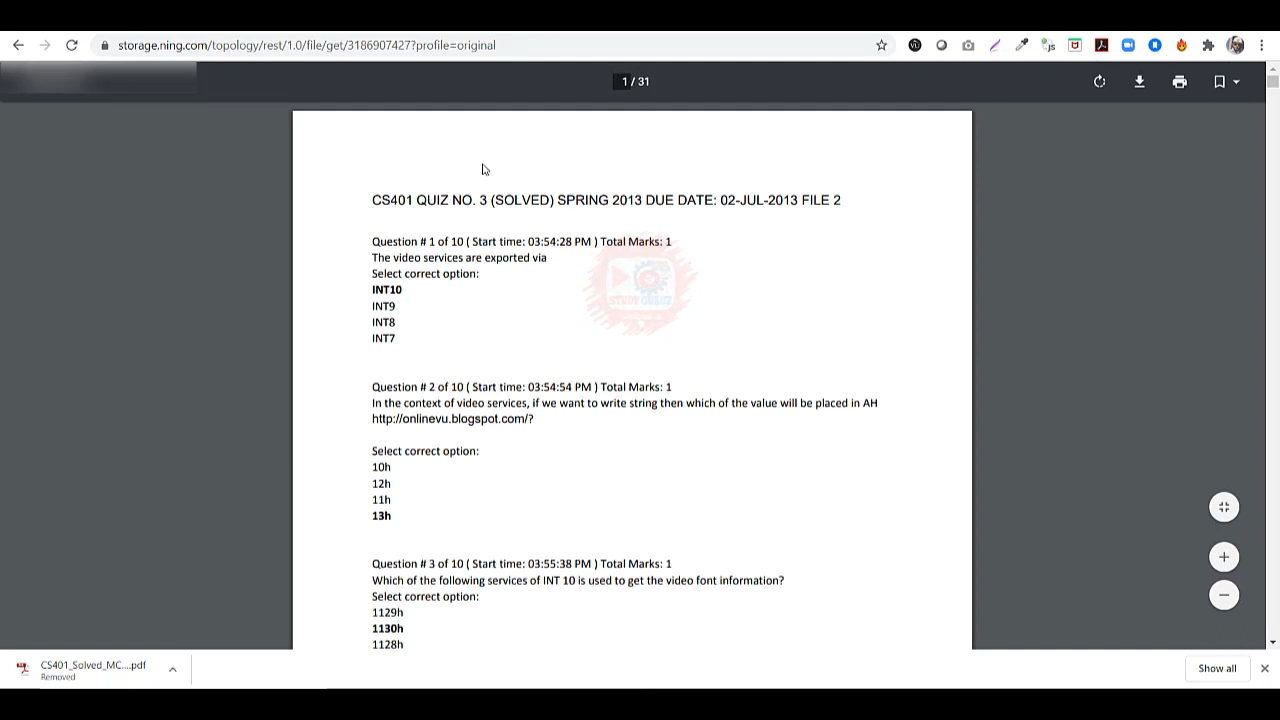 storage.ning.com/topology/rest/1.0/file/get/3186907427?profile=original
1 / 31
CS401 QUIZ NO. 3 (SOLVED) SPRING 2013 DUE DATE: 02-JUL-2013 FILE 2
Question # 1 of 10 ( Start time: 03:54:28 PM ) Total Marks: 1
The video services are exported via
Select correct option:
INT10
INT9
INT8
INT7
Question # 2 of 10 ( Start time: 03:54:54 PM ) Total Marks: 1
In the context of video services, if we want to write string then which of the value will be placed in AH
http://onlinevu.blogspot.com/?
Select correct option:
10h
12h
11h
13h
Question # 3 of 10 ( Start time: 03:55:38 PM ) Total Marks: 1
Which of the following services of INT 10 is used to get the video font information?
Select correct option:
1129h
1130h
1128h
CS401_Solved_MC....pdf
Removed
Show all